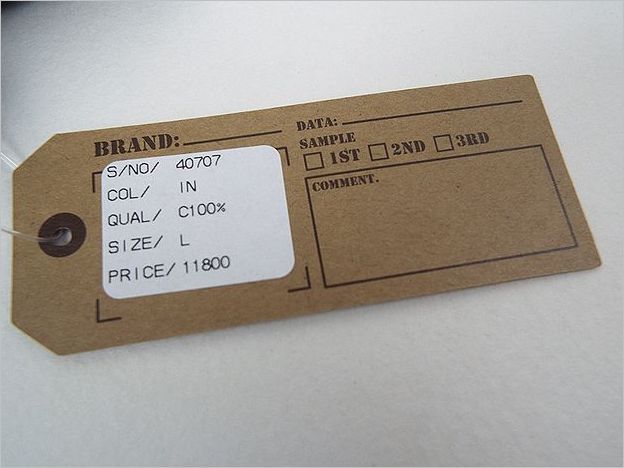 BRAND:
S/NO/ 40707
COL/ IN
QUAL/ C100%
SIZE/ L
PRICE/ 11800
DATA:
SAMPLE
1ST 2ND 3RD
COMMENT.